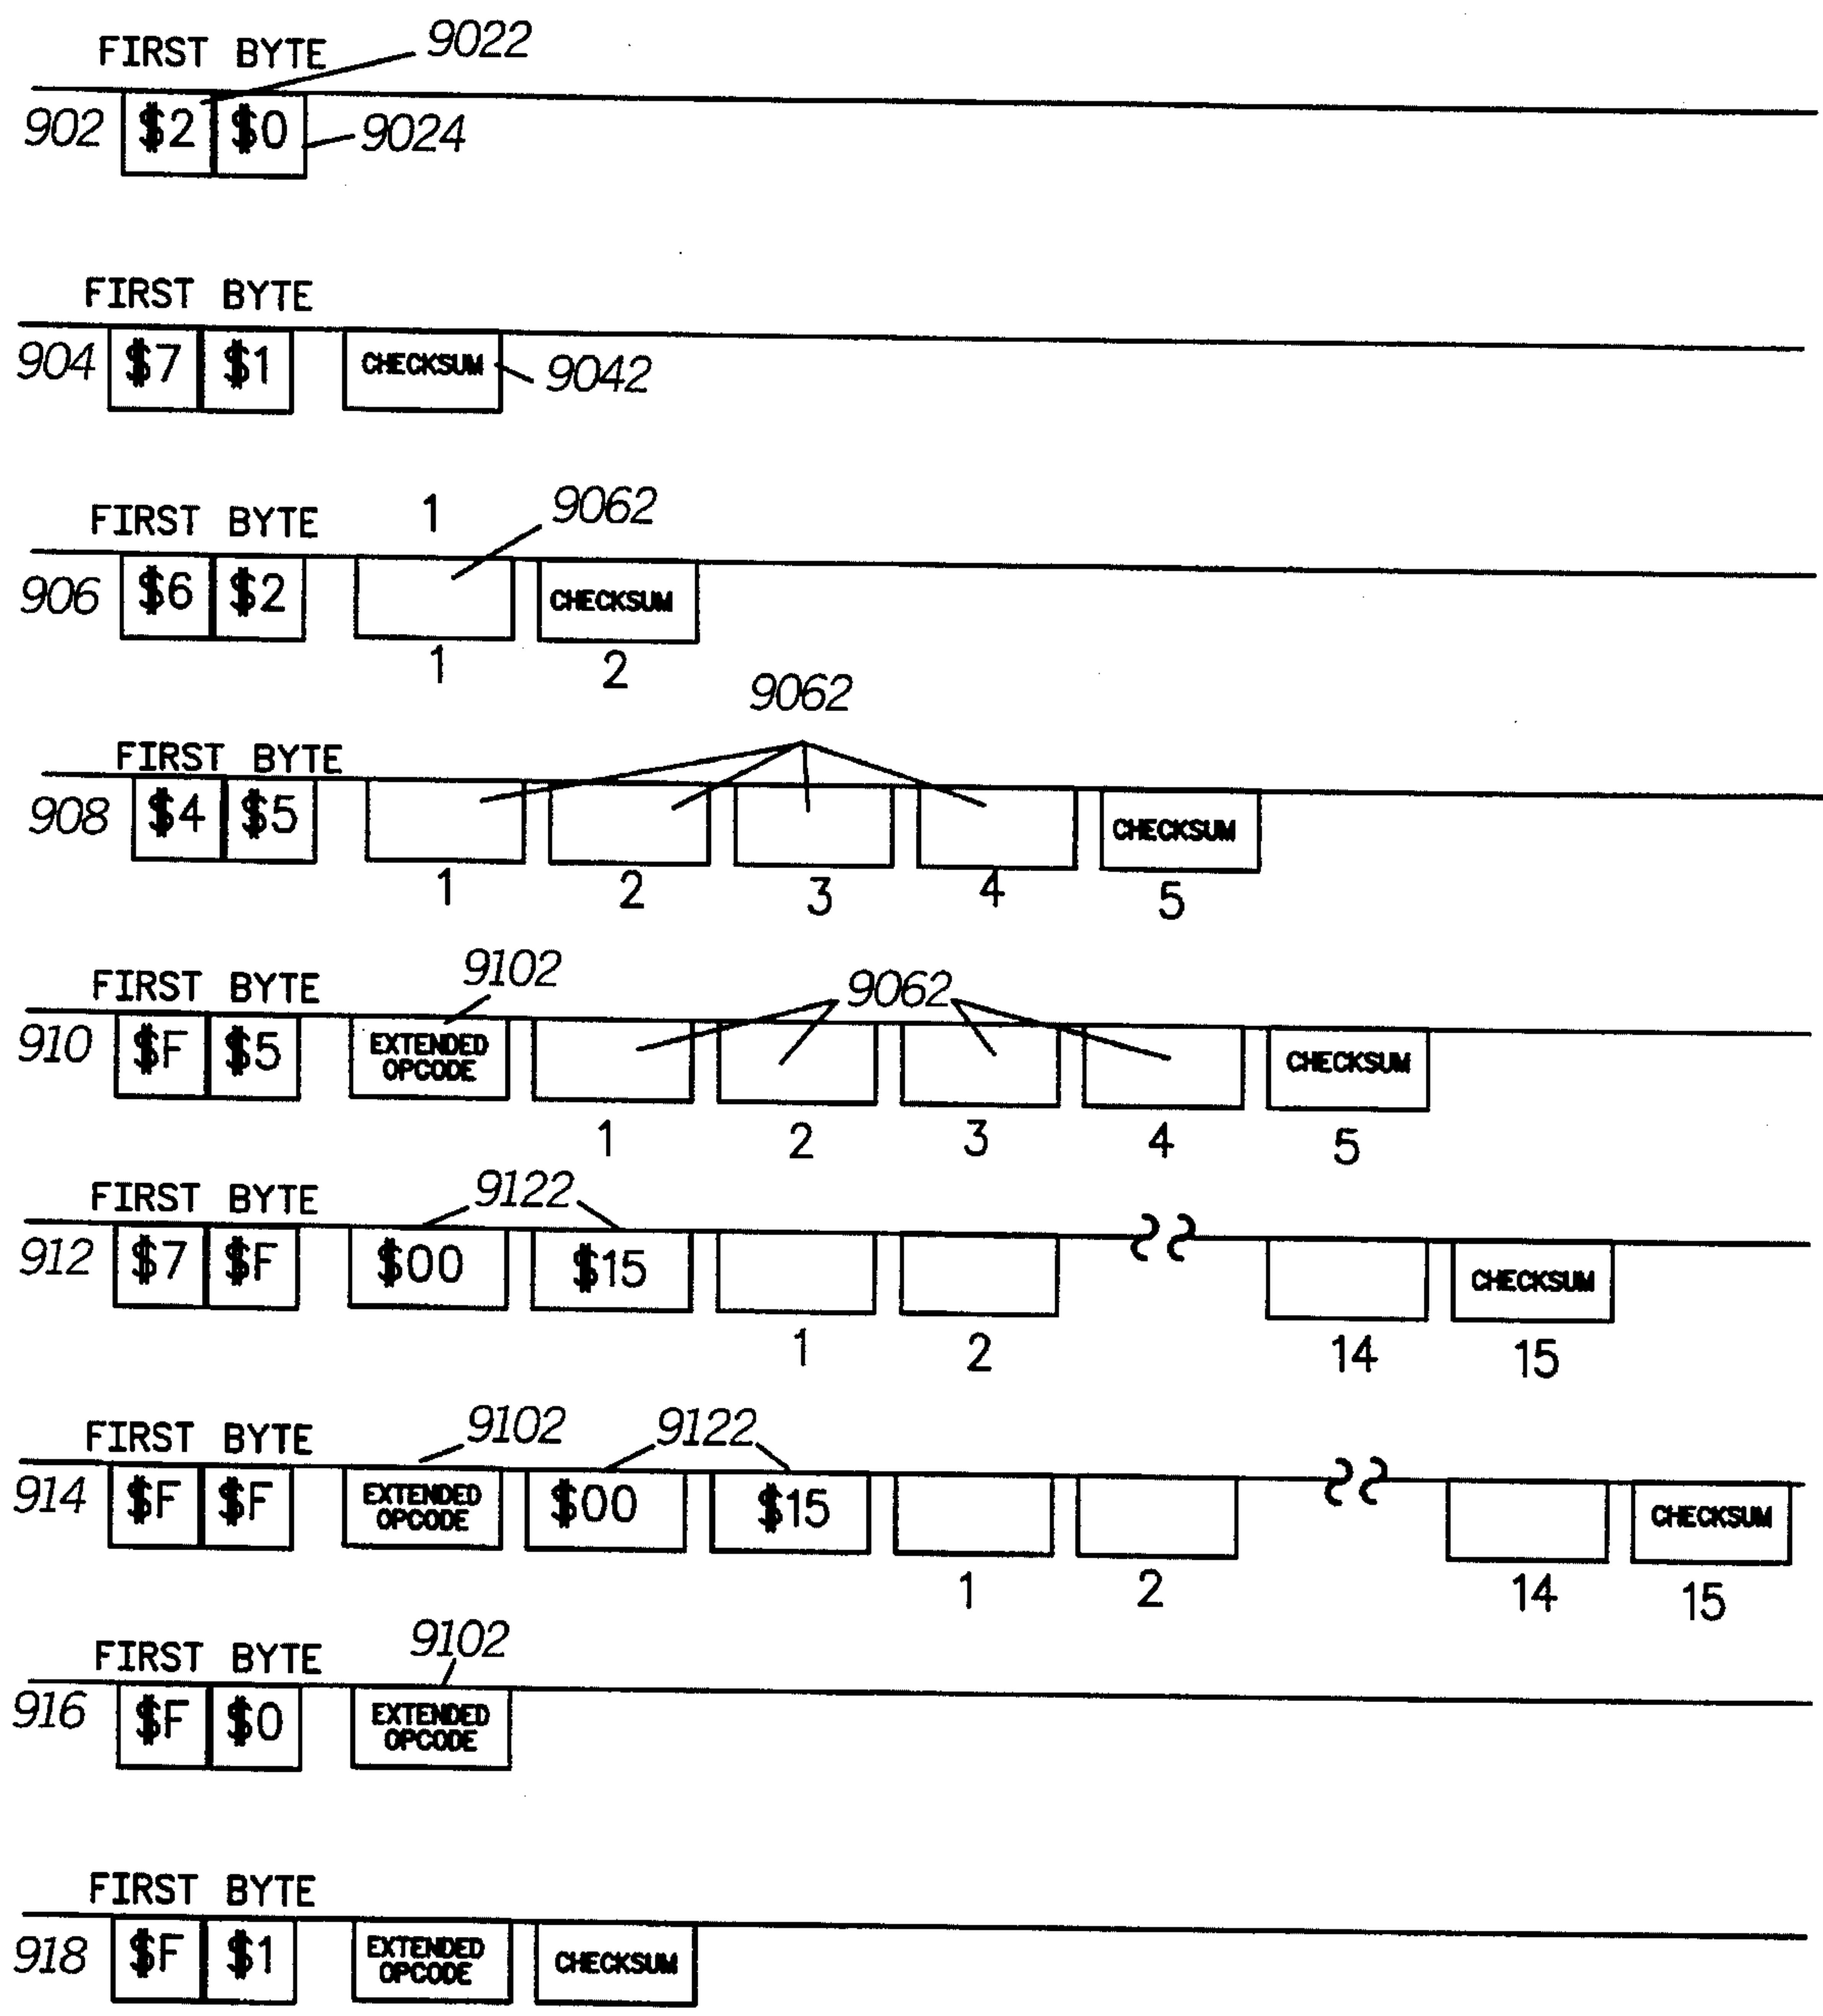 FIRST BYTE 9022
902 $2 $0 9024
FIRST BYTE
904 $7 $1 CHECKSUM 9042
FIRST BYTE 1 9062
906 $6 $2 CHECKSUM
1 2
9062
FIRST BYTE
908 $4 $5 CHECKSUM
1 2 3 4 5
FIRST BYTE 9102 9062
910 $F $5 EXTENDED OPCODE CHECKSUM
1 2 3 4 5
FIRST BYTE 9122
912 $7 $F $00 $15 CHECKSUM
1 2 14 15
FIRST BYTE 9102 9122
914 $F $F EXTENDED OPCODE $00 $15 CHECKSUM
1 2 14 15
FIRST BYTE 9102
916 $F $0 EXTENDED OPCODE
FIRST BYTE
918 $F $1 EXTENDED OPCODE CHECKSUM